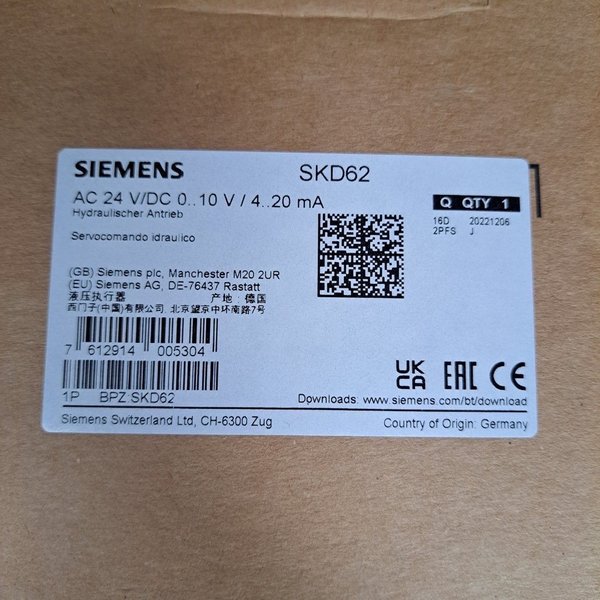 SIEMENS SKD62
AC 24 V/DC 0..10 V / 4..20 mA
Q QTY 1
Hydraulischer Antrieb
16D 20221206
2PFS J
Servocomando idraulico
(GB) Siemens plc, Manchester M20 2UR
(EU) Siemens AG, DE-76437 Rastatt
液压执行器 产地: 德国
西门子(中国)有限公司 北京望京中环南路7号
7 612914 005304
UK CA EAC CE
1P BPZ:SKD62
Downloads: www.siemens.com/bt/download
Siemens Switzerland Ltd, CH-6300 Zug
Country of Origin: Germany